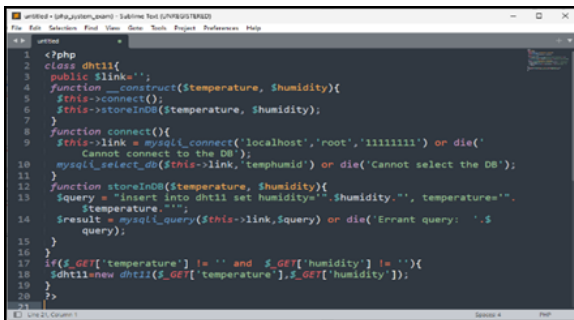 untitled • (php_system_exam) - Sublime Text (UNREGISTERED)
File Edit Selection Find View Goto Tools Project Preferences Help
untitled
1 <?php
2 class dht11{
3 public $link='';
4 function __construct($temperature, $humidity){
5 $this->connect();
6 $this->storeInDB($temperature, $humidity);
7 }
8 function connect(){
9 $this->link = mysqli_connect('localhost','root','11111111') or die('
Cannot connect to the DB');
10 mysqli_select_db($this->link,'temphumid') or die('Cannot select the DB');
11 }
12 function storeInDB($temperature, $humidity){
13 $query = "insert into dht11 set humidity='".$humidity."', temperature='".
$temperature."'";
14 $result = mysqli_query($this->link,$query) or die('Errant query:  '.$
query);
15 }
16 }
17 if($_GET['temperature'] != '' and  $_GET['humidity'] != ''){
18 $dht11=new dht11($_GET['temperature'],$_GET['humidity']);
19 }
20 ?>
21
Line 21, Column 1 Spaces: 4 PHP